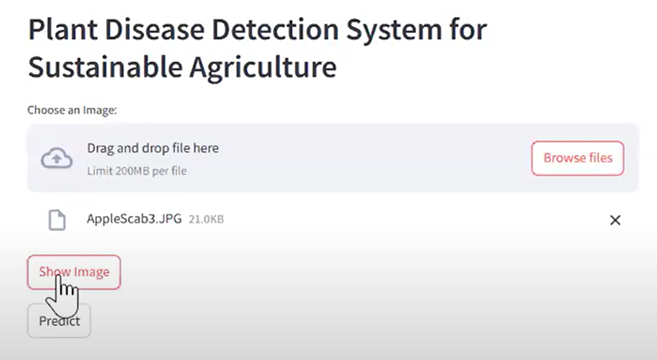 Plant Disease Detection System for
Sustainable Agriculture
Choose an Image:
Drag and drop file here
Limit 200MB per file
Browse files
AppleScab3.JPG 21.0KB
Show Image
Predict